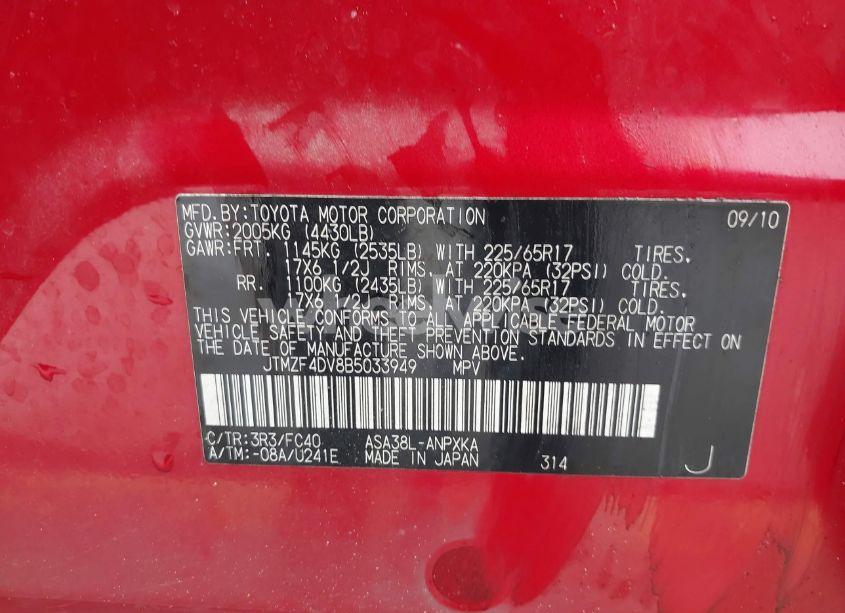 MFD.BY:TOYOTA MOTOR CORPORATION 09/10
GVWR:2005KG (4430LB)
GAWR:FRT. 1145KG (2535LB) WITH 225/65R17 TIRES,
17X6 1/2J RIMS, AT 220KPA (32PSI) COLD.
RR. 1100KG (2435LB) WITH 225/65R17 TIRES,
17X6 1/2J RIMS, AT 220KPA (32PSI) COLD.
THIS VEHICLE CONFORMS TO ALL APPLICABLE FEDERAL MOTOR
VEHICLE SAFETY AND THEFT PREVENTION STANDARDS IN EFFECT ON
THE DATE OF MANUFACTURE SHOWN ABOVE.
JTMZF4DV8B5033949 MPV
C/TR:3R3/FC40 ASA38L-ANPXKA
A/TM:-08A/U241E MADE IN JAPAN 314 J